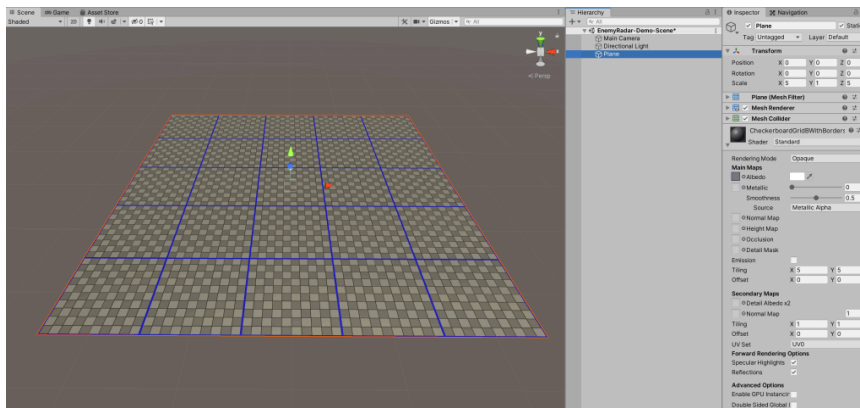 Scene Game Asset Store
Shaded 2D 0 Gizmos All
y
x z
< Persp
Hierarchy
All
EnemyRadar-Demo-Scene*
Main Camera
Directional Light
Plane
Inspector Navigation
Plane Static
Tag Untagged Layer Default
Transform
Position X 0 Y 0 Z 0
Rotation X 0 Y 0 Z 0
Scale X 5 Y 1 Z 5
Plane (Mesh Filter)
Mesh Renderer
Mesh Collider
CheckerboardGridBWithBorders
Shader Standard
Rendering Mode Opaque
Main Maps
Albedo
Metallic 0
Smoothness 0.5
Source Metallic Alpha
Normal Map
Height Map
Occlusion
Detail Mask
Emission
Tiling X 5 Y 5
Offset X 0 Y 0
Secondary Maps
Detail Albedo x2
Normal Map 1
Tiling X 1 Y 1
Offset X 0 Y 0
UV Set UV0
Forward Rendering Options
Specular Highlights
Reflections
Advanced Options
Enable GPU Instancin
Double Sided Global I